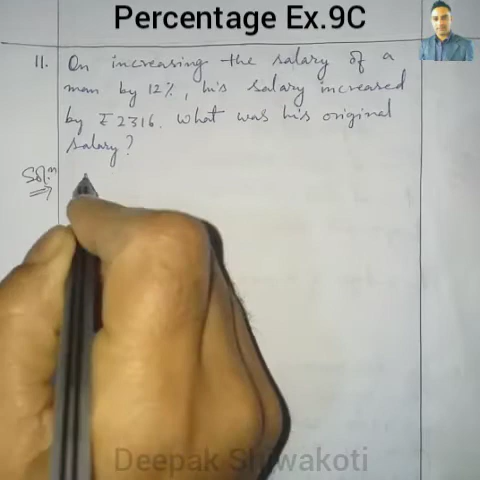 Percentage Ex.9C
11. On increasing the salary of a
man by 12%, his salary increased
by ₹ 2316. What was his original
salary?
Sol.ⁿ
Deepak Shiwakoti